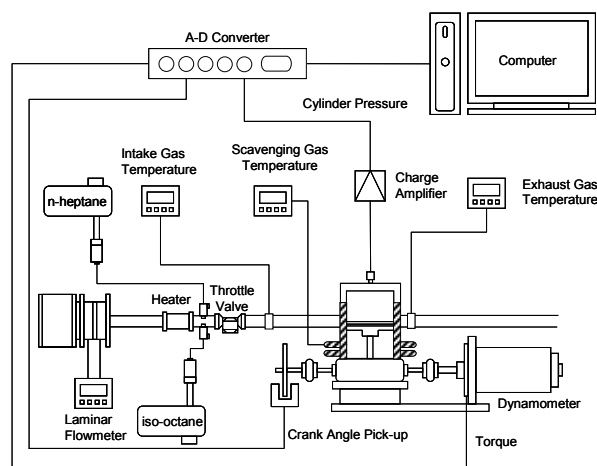 A-D Converter
Computer
Cylinder Pressure
Intake Gas
Temperature
Scavenging Gas
Temperature
Charge
Amplifier
Exhaust Gas
Temperature
n-heptane
Heater
Throttle
Valve
Laminar
Flowmeter
iso-octane
Crank Angle Pick-up
Torque
Dynamometer